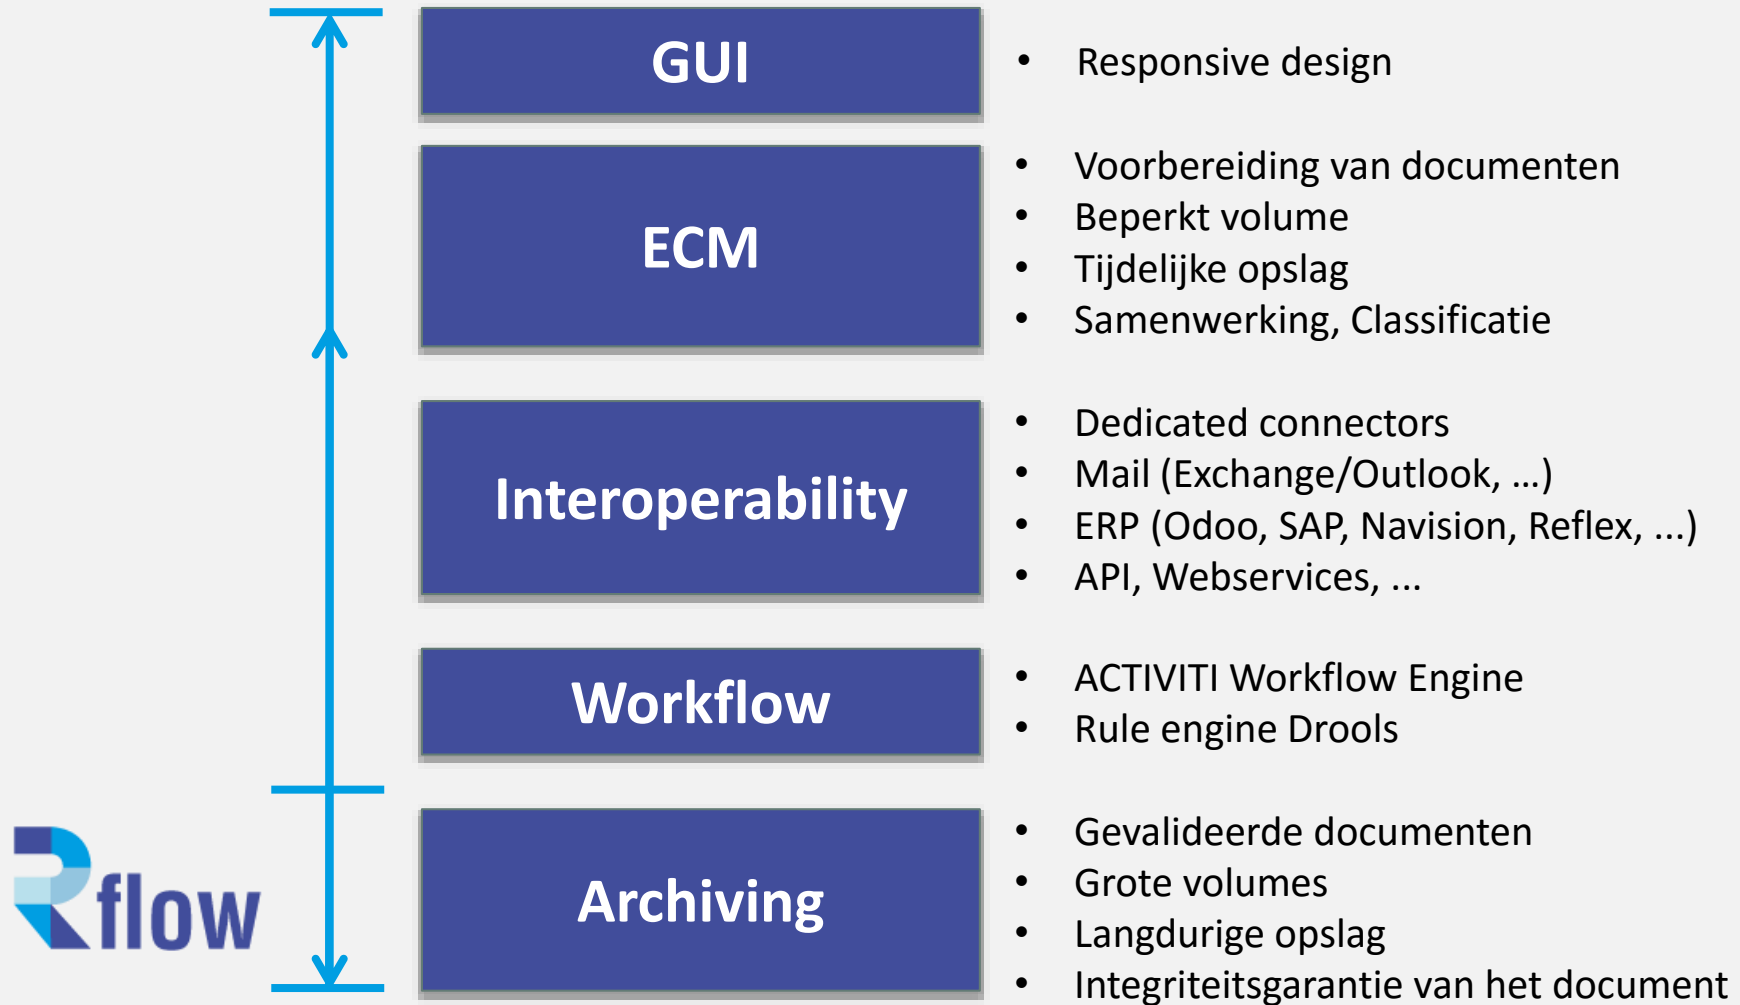 GUI
• Responsive design
ECM
• Voorbereiding van documenten
• Beperkt volume
• Tijdelijke opslag
• Samenwerking, Classificatie
Interoperability
• Dedicated connectors
• Mail (Exchange/Outlook, ...)
• ERP (Odoo, SAP, Navision, Reflex, ...)
• API, Webservices, ...
Workflow
• ACTIVITI Workflow Engine
• Rule engine Drools
Archiving
• Gevalideerde documenten
• Grote volumes
• Langdurige opslag
• Integriteitsgarantie van het document
Rflow